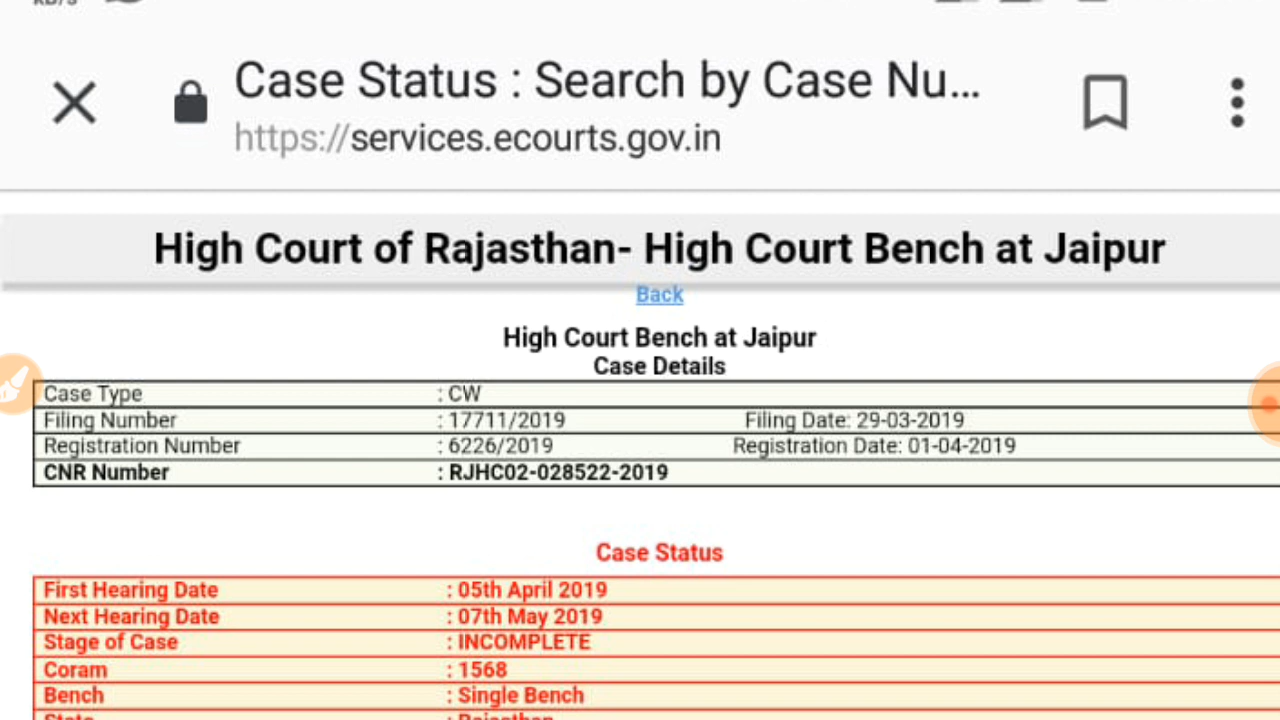 Case Status : Search by Case Nu...
https://services.ecourts.gov.in
High Court of Rajasthan- High Court Bench at Jaipur
Back
High Court Bench at Jaipur
Case Details
Case Type : CW
Filing Number : 17711/2019 Filing Date: 29-03-2019
Registration Number : 6226/2019 Registration Date: 01-04-2019
CNR Number : RJHC02-028522-2019
Case Status
First Hearing Date : 05th April 2019
Next Hearing Date : 07th May 2019
Stage of Case : INCOMPLETE
Coram : 1568
Bench : Single Bench
State : Rajasthan